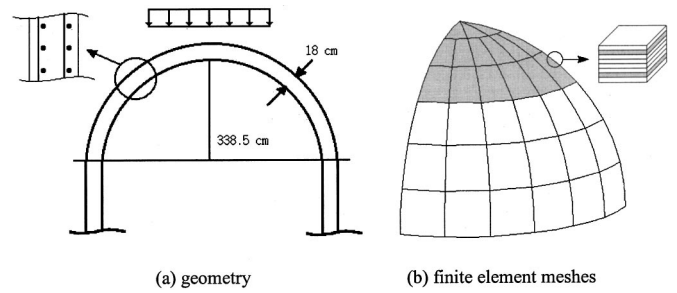 18 cm
338.5 cm
(a) geometry
(b) finite element meshes